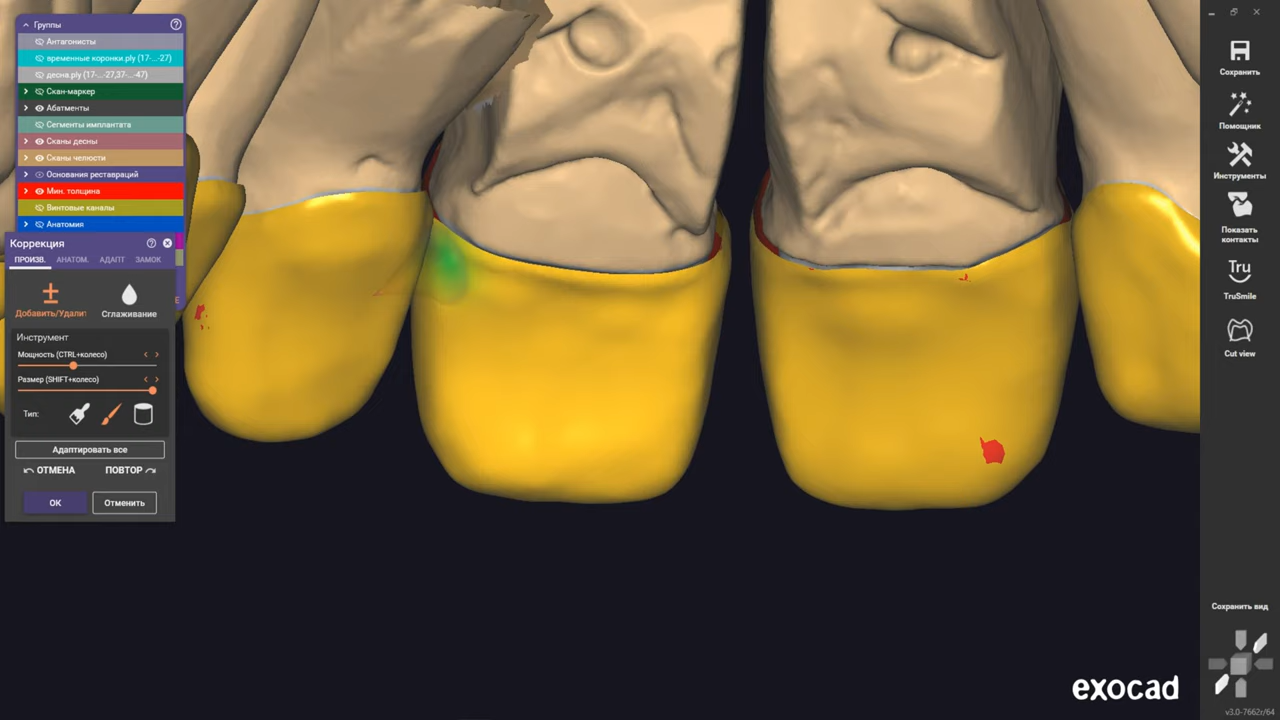 Группы
Антагонисты
временные коронки.ply (17-...-27)
десна.ply (17-...-27,37-...-47)
Скан-маркер
Абатменты
Сегменты имплантата
Сканы десны
Сканы челюсти
Основания реставраций
Мин. толщина
Винтовые каналы
Анатомия
Коррекция
ПРОИЗВ. АНАТОМ. АДАПТ ЗАМОК
Добавить/Удалит Сглаживание
Инструмент
Мощность (CTRL+колесо)
Размер (SHIFT+колесо)
Тип:
Адаптировать все
ОТМЕНА ПОВТОР
ОК Отменить
Сохранить
Помощник
Инструменты
Показать
контакты
Tru
TruSmile
Cut view
Сохранить вид
exocad
v3.0-7662r/64